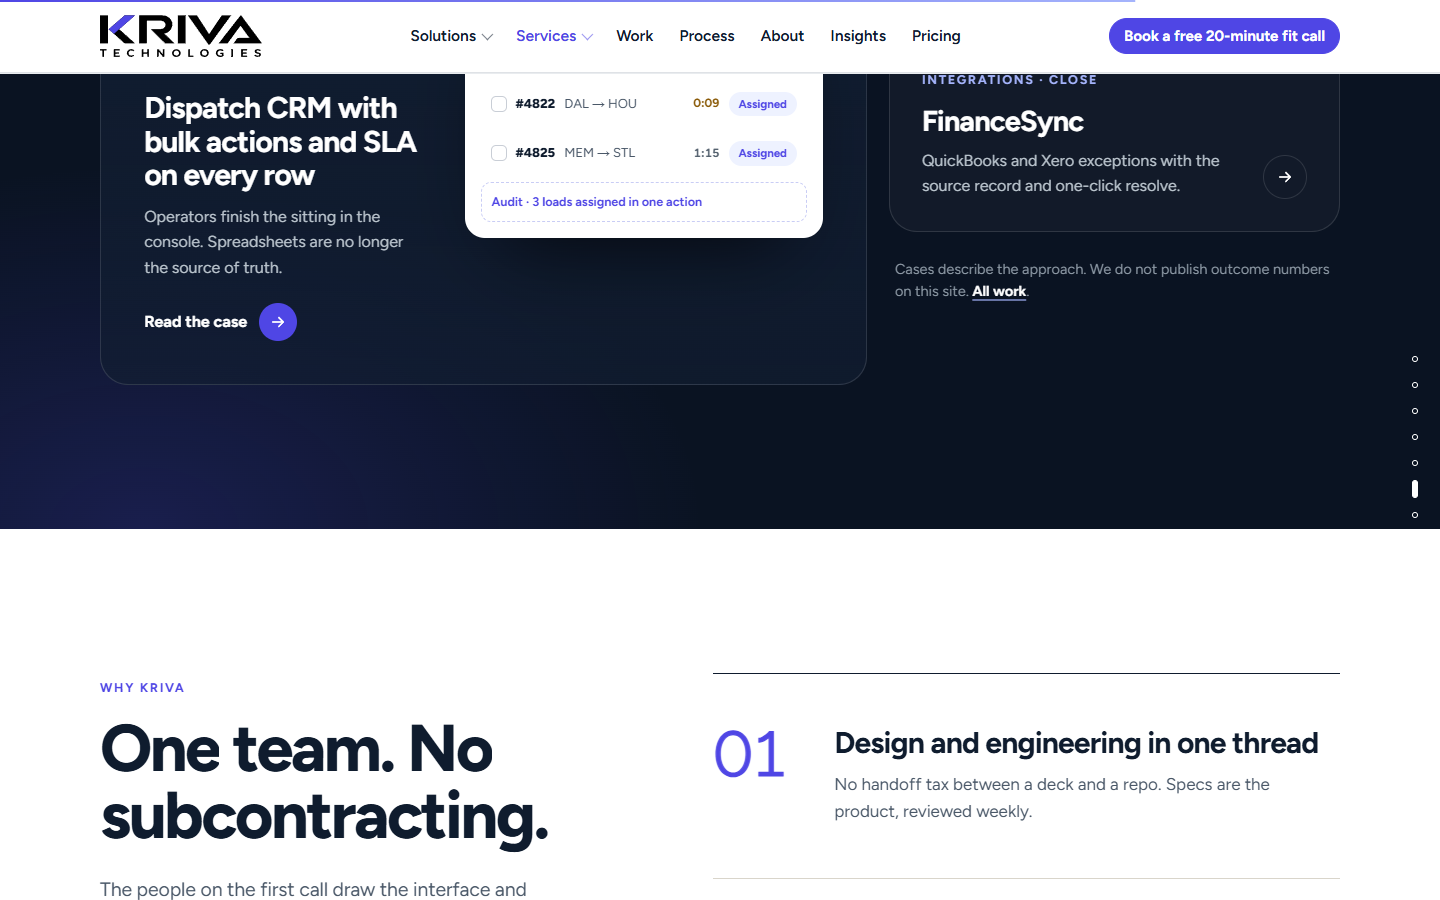 KRIVA
TECHNOLOGIES
Solutions
Services
Work
Process
About
Insights
Pricing
Book a free 20-minute fit call
Dispatch CRM with
bulk actions and SLA
on every row
Operators finish the sitting in the
console. Spreadsheets are no longer
the source of truth.
Read the case
#4822 DAL → HOU 0:09 Assigned
#4825 MEM → STL 1:15 Assigned
Audit · 3 loads assigned in one action
INTEGRATIONS · CLOSE
FinanceSync
QuickBooks and Xero exceptions with the
source record and one-click resolve.
Cases describe the approach. We do not publish outcome numbers
on this site. All work.
WHY KRIVA
One team. No
subcontracting.
The people on the first call draw the interface and
01
Design and engineering in one thread
No handoff tax between a deck and a repo. Specs are the
product, reviewed weekly.